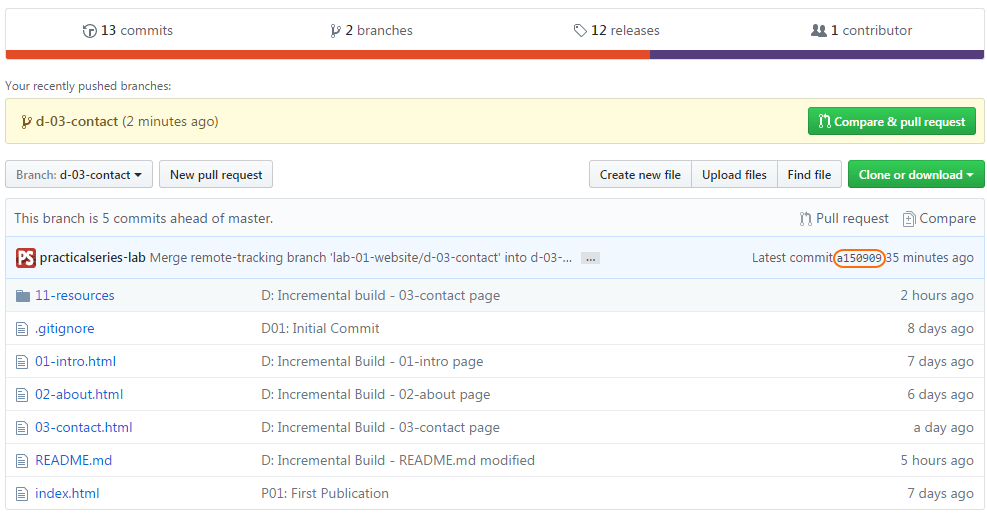 13 commits 2 branches 12 releases 1 contributor
Your recently pushed branches:
d-03-contact (2 minutes ago) Compare & pull request
Branch: d-03-contact New pull request Create new file Upload files Find file Clone or download
This branch is 5 commits ahead of master. Pull request Compare
PS practicalseries-lab Merge remote-tracking branch 'lab-01-website/d-03-contact' into d-03-... ... Latest commit a150909 35 minutes ago
11-resources D: Incremental build - 03-contact page 2 hours ago
.gitignore D01: Initial Commit 8 days ago
01-intro.html D: Incremental Build - 01-intro page 7 days ago
02-about.html D: Incremental Build - 02-about page 6 days ago
03-contact.html D: Incremental Build - 03-contact page a day ago
README.md D: Incremental Build - README.md modified 5 hours ago
index.html P01: First Publication 7 days ago